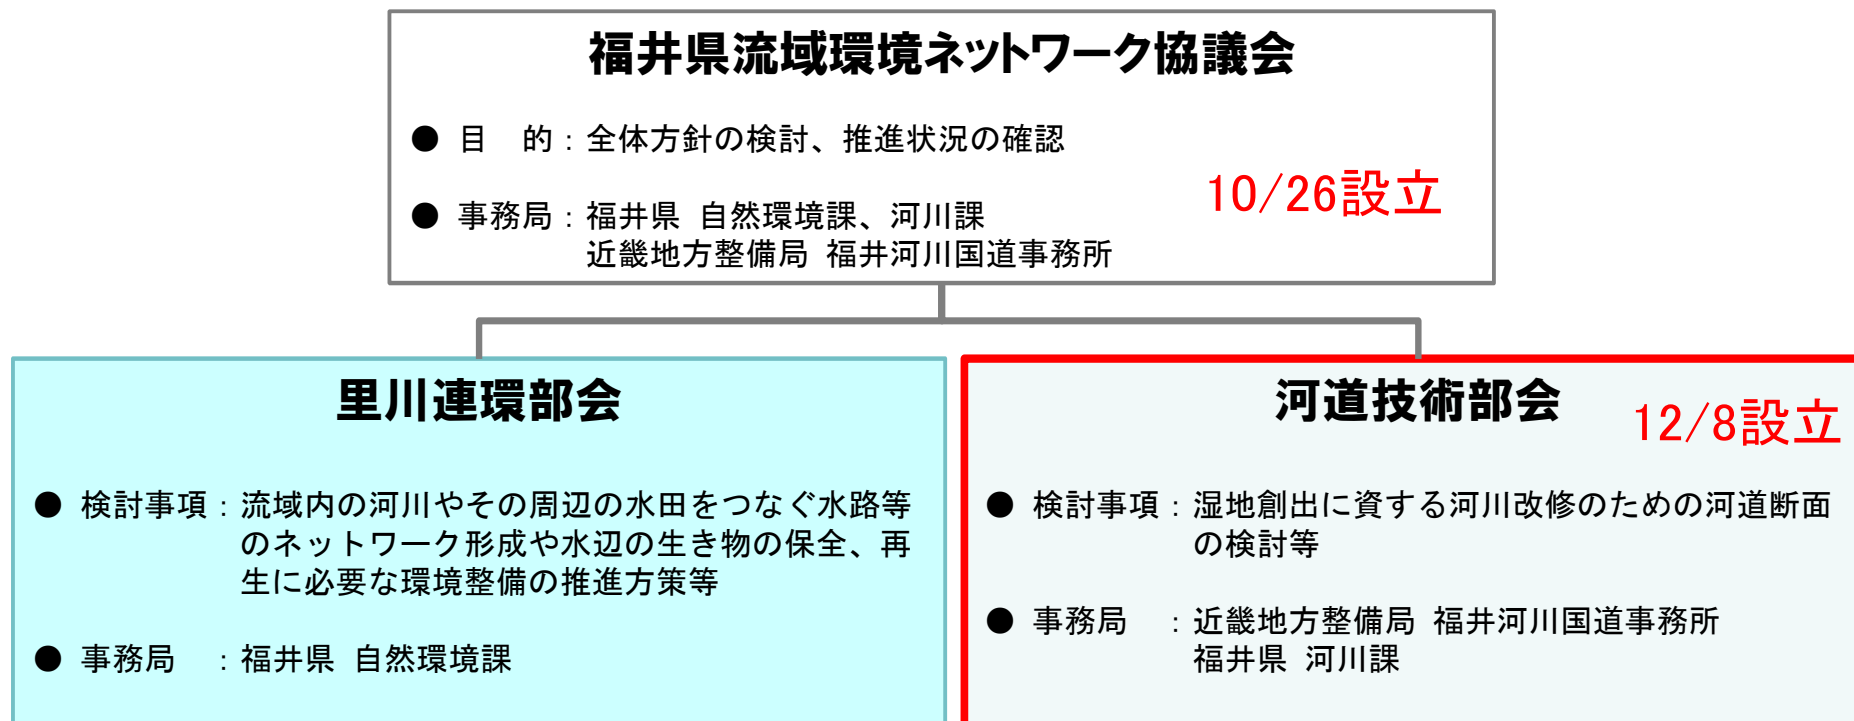 福井県流域環境ネットワーク協議会
● 目　的：全体方針の検討、推進状況の確認
10/26設立
● 事務局：福井県 自然環境課、河川課
近畿地方整備局 福井河川国道事務所
里川連環部会
● 検討事項：流域内の河川やその周辺の水田をつなぐ水路等
のネットワーク形成や水辺の生き物の保全、再
生に必要な環境整備の推進方策等
● 事務局　：福井県 自然環境課
河道技術部会
12/8設立
● 検討事項：湿地創出に資する河川改修のための河道断面
の検討等
● 事務局　：近畿地方整備局 福井河川国道事務所
福井県 河川課